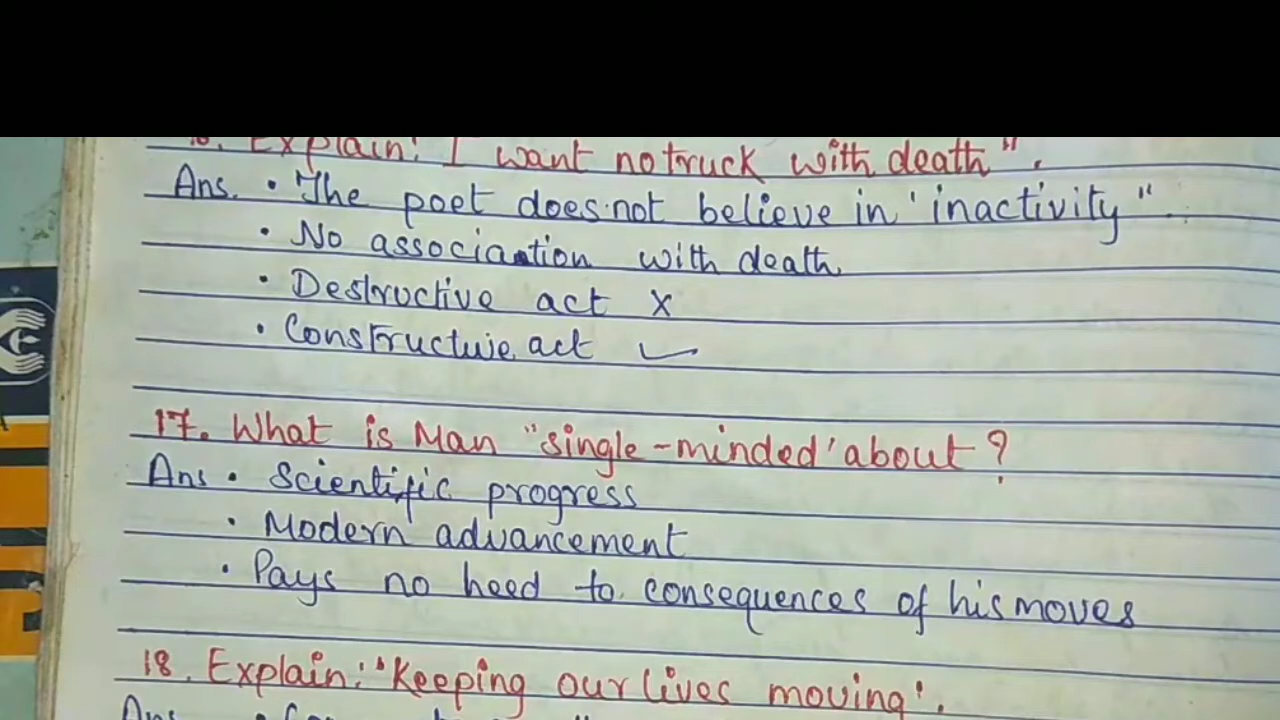 16. Explain: I want no truck with death".
Ans. • The poet does not believe in 'inactivity"
• No association with death.
• Destructive act x
• Constructive act ✓
17. What is Man "single-minded' about?
Ans • Scientific progress
• Modern advancement
• Pays no heed to consequences of his moves
18. Explain: 'Keeping our lives moving'.
Ans